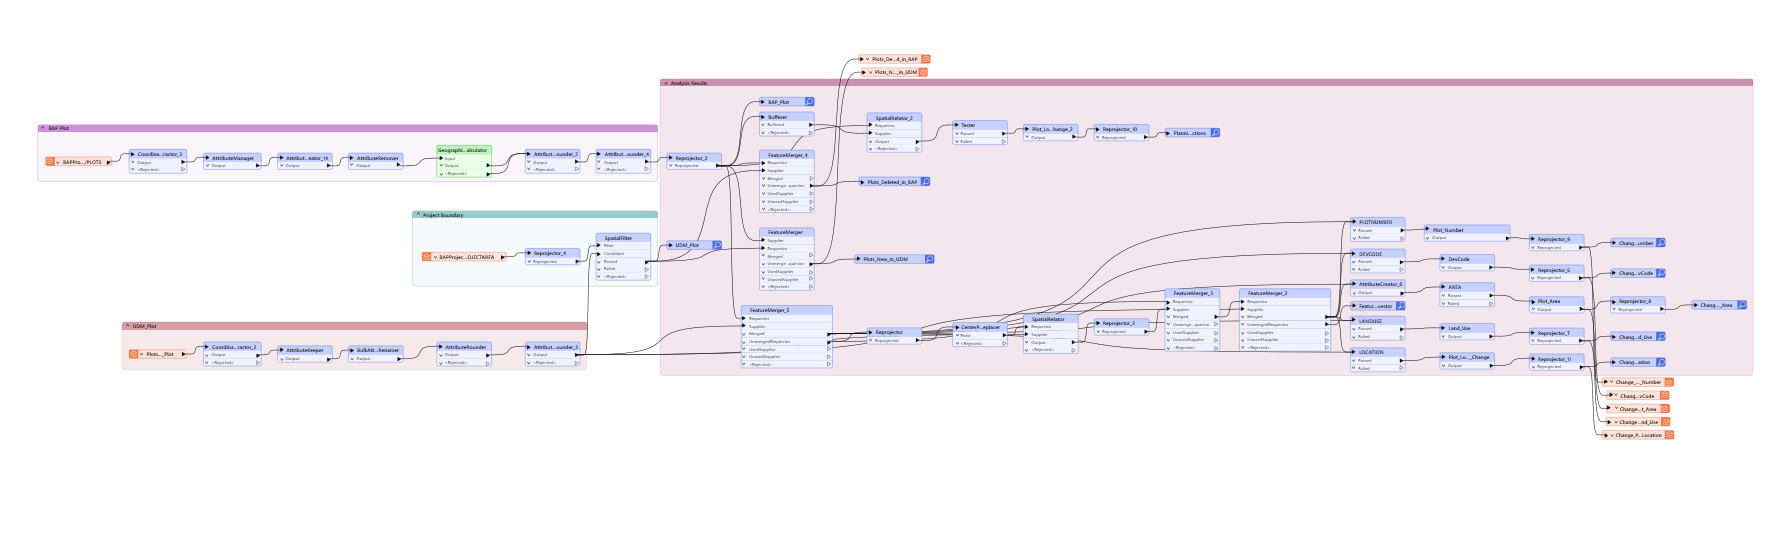 Plots_De...d_in_BAP
Plots_N..._in_UDM
Analysis Results
BAP Plot
BAPPro.../PLOTS
Coordina...ractor_3
Output
<Rejected>
AttributeManager
Output
Attribut...eator_14
Output
AttributeRemover
Output
Geographi...alculator
Input
Output
<Rejected>
Attribut...ounder_2
Output
<Rejected>
Attribut...ounder_4
Output
<Rejected>
Reprojector_2
Reprojected
BAP_Plot
Bufferer
Buffered
<Rejected>
SpatialRelator_2
Requestor
Supplier
Output
<Rejected>
Tester
Passed
Failed
Plot_Lo...hange_2
Output
Reprojector_10
Reprojected
Planni...ctions
FeatureMerger_4
Requestor
Supplier
Merged
Unmerge...questor
UsedSupplier
UnusedSupplier
<Rejected>
Plots_Deleted_in_BAP
Project Boundary
BAPProjec...OJECTAREA
Reprojector_4
Reprojected
SpatialFilter
Filter
Candidate
Passed
Failed
<Rejected>
UDM_Plot
FeatureMerger
Supplier
Requestor
Merged
Unmerge...questor
UsedSupplier
UnusedSupplier
<Rejected>
Plots_New_in_UDM
UDM_Plot
Plots..._Plot
Coordina...ractor_2
Output
<Rejected>
AttributeKeeper
Output
BulkAtt...Renamer
Output
AttributeRounder
Output
<Rejected>
Attribut...ounder_3
Output
<Rejected>
FeatureMerger_5
Requestor
Supplier
Merged
UnmergedRequestor
UsedSupplier
UnusedSupplier
<Rejected>
Reprojector
Reprojected
CenterP...eplacer
Point
<Rejected>
SpatialRelator
Requestor
Supplier
Output
<Rejected>
Reprojector_3
Reprojected
FeatureMerger_3
Requestor
Supplier
Merged
Unmerge...questor
UsedSupplier
UnusedSupplier
<Rejected>
FeatureMerger_2
Requestor
Supplier
Merged
UnmergedRequestor
UsedSupplier
UnusedSupplier
<Rejected>
PLOTNUMBER
Passed
Failed
Plot_Number
Output
Reprojector_9
Reprojected
Chang...umber
DEVCODE
Passed
Failed
DevCode
Output
Reprojector_6
Reprojected
Chang...vCode
AttributeCreator_8
Output
AREA
Passed
Failed
Plot_Area
Output
Reprojector_8
Reprojected
Chang..._Area
Featur...uestor
LANDUSE
Passed
Failed
Land_Use
Output
Reprojector_7
Reprojected
Chang...d_Use
LOCATION
Passed
Failed
Plot_Lo..._Change
Output
Reprojector_11
Reprojected
Chang...ation
Change_..._Number
Chang...vCode
Change...t_Area
Change...nd_Use
Change_P...Location